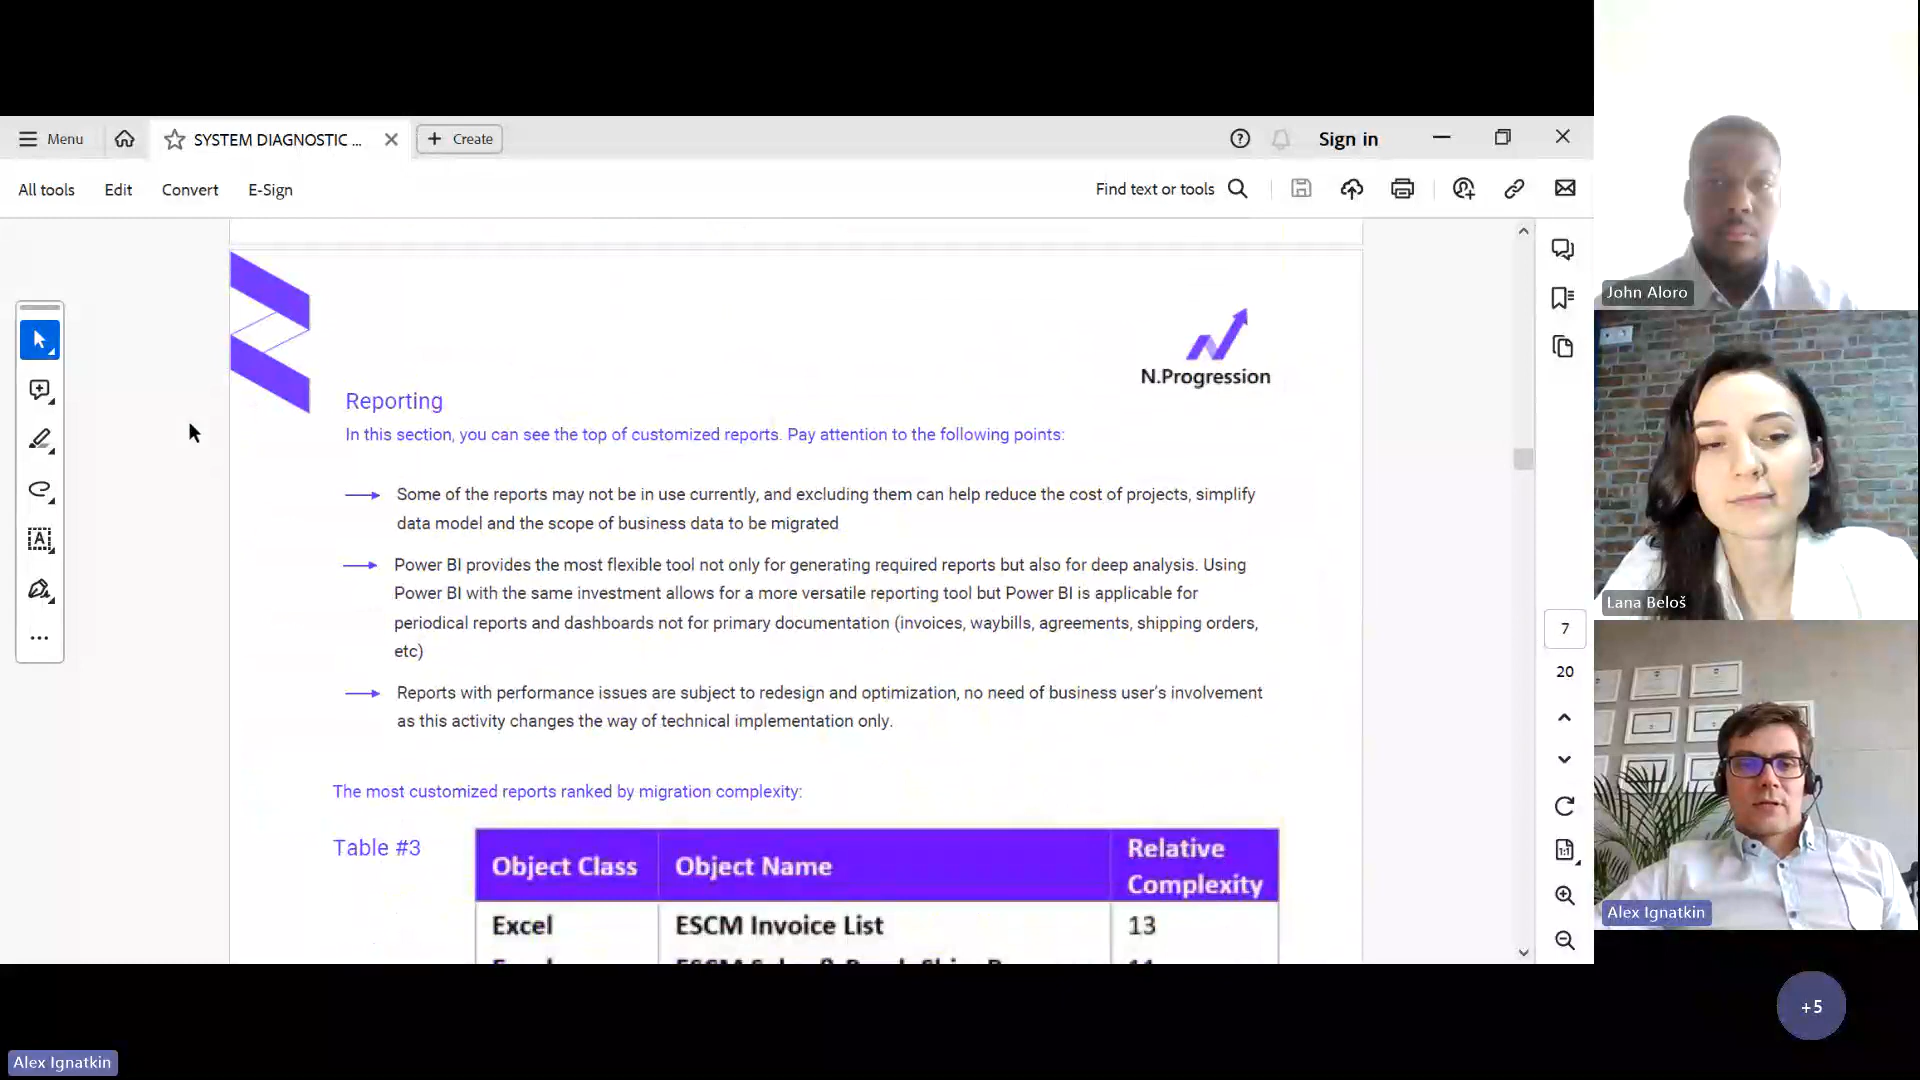 Menu
SYSTEM DIAGNOSTIC ...
Create
Sign in
All tools
Edit
Convert
E-Sign
Find text or tools
N.Progression
Reporting
In this section, you can see the top of customized reports. Pay attention to the following points:
Some of the reports may not be in use currently, and excluding them can help reduce the cost of projects, simplify
data model and the scope of business data to be migrated
Power BI provides the most flexible tool not only for generating required reports but also for deep analysis. Using
Power BI with the same investment allows for a more versatile reporting tool but Power BI is applicable for
periodical reports and dashboards not for primary documentation (invoices, waybills, agreements, shipping orders,
etc)
Reports with performance issues are subject to redesign and optimization, no need of business user's involvement
as this activity changes the way of technical implementation only.
The most customized reports ranked by migration complexity:
Table #3
Object Class
Object Name
Relative
Complexity
Excel
ESCM Invoice List
13
7
20
John Aloro
Lana Beloš
Alex Ignatkin
+5
Alex Ignatkin